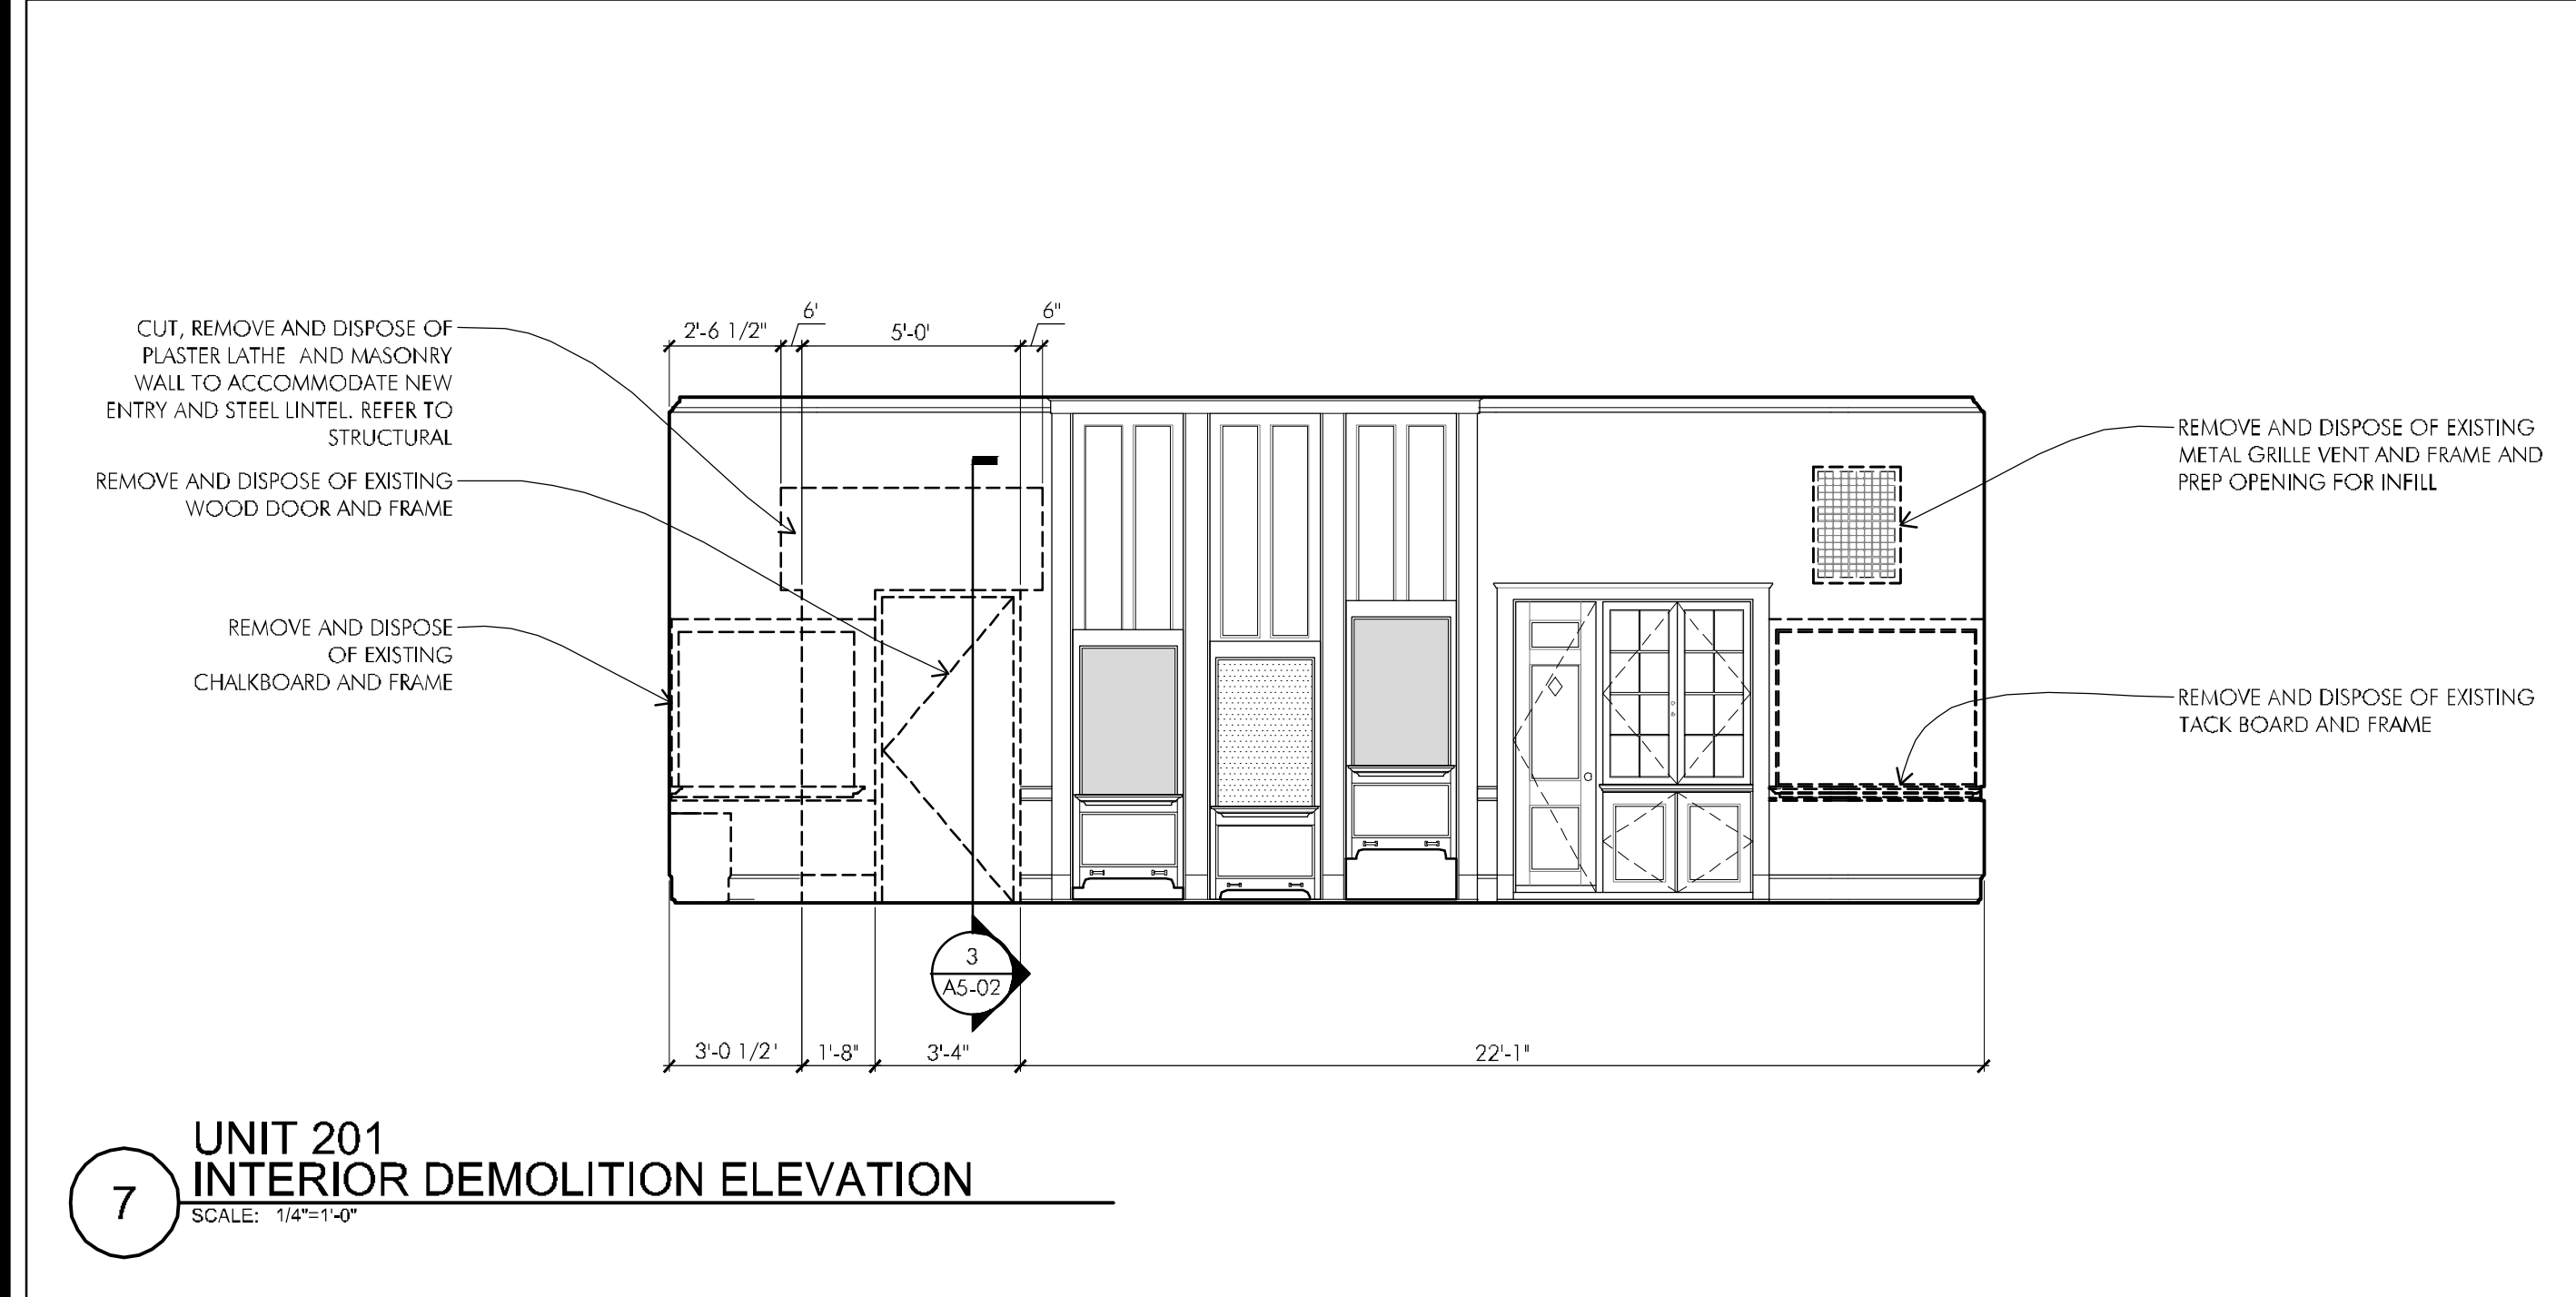 CUT, REMOVE AND DISPOSE OF
PLASTER LATHE AND MASONRY
WALL TO ACCOMMODATE NEW
ENTRY AND STEEL LINTEL. REFER TO
STRUCTURAL
REMOVE AND DISPOSE OF EXISTING
WOOD DOOR AND FRAME
REMOVE AND DISPOSE
OF EXISTING
CHALKBOARD AND FRAME
2'-6 1/2"
6'
5'-0'
6"
REMOVE AND DISPOSE OF EXISTING
METAL GRILLE VENT AND FRAME AND
PREP OPENING FOR INFILL
REMOVE AND DISPOSE OF EXISTING
TACK BOARD AND FRAME
3
A5-02
3'-0 1/2'
1'-8"
3'-4"
22'-1"
7
UNIT 201
INTERIOR DEMOLITION ELEVATION
SCALE: 1/4"=1'-0"